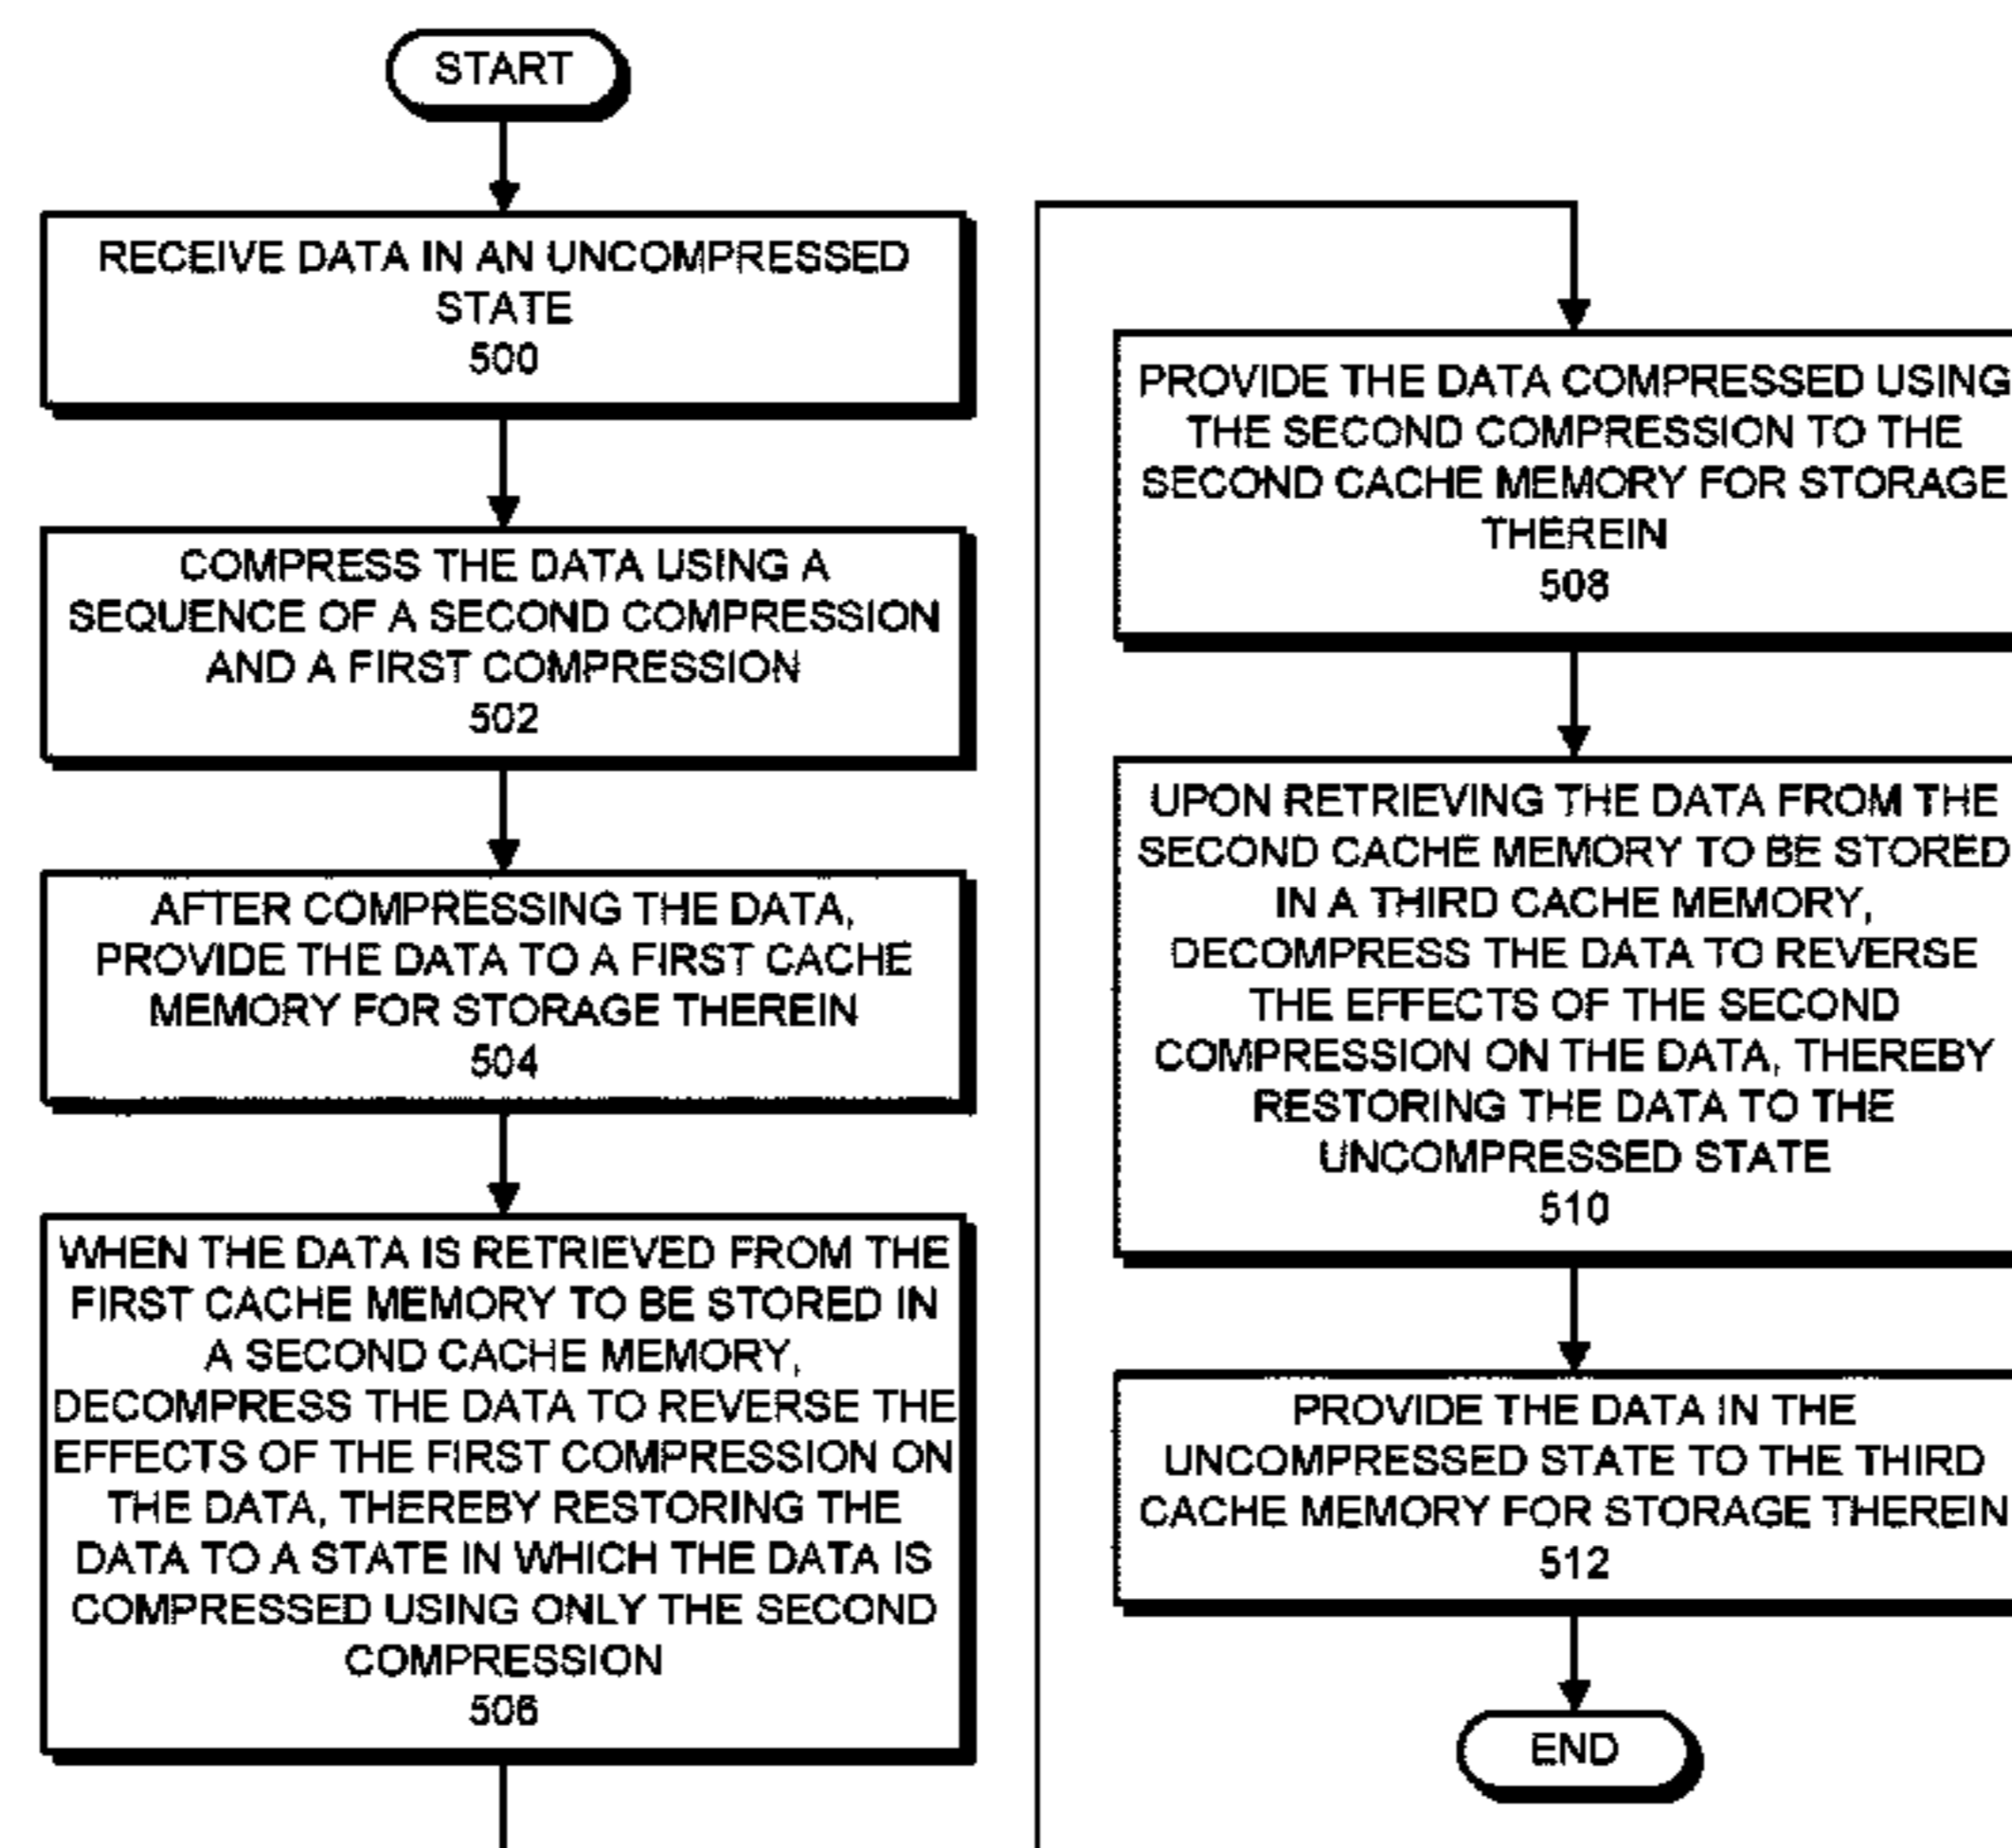 START
RECEIVE DATA IN AN UNCOMPRESSED
STATE
500
COMPRESS THE DATA USING A
SEQUENCE OF A SECOND COMPRESSION
AND A FIRST COMPRESSION
502
AFTER COMPRESSING THE DATA,
PROVIDE THE DATA TO A FIRST CACHE
MEMORY FOR STORAGE THEREIN
504
WHEN THE DATA IS RETRIEVED FROM THE
FIRST CACHE MEMORY TO BE STORED IN
A SECOND CACHE MEMORY,
DECOMPRESS THE DATA TO REVERSE THE
EFFECTS OF THE FIRST COMPRESSION ON
THE DATA, THEREBY RESTORING THE
DATA TO A STATE IN WHICH THE DATA IS
COMPRESSED USING ONLY THE SECOND
COMPRESSION
506
PROVIDE THE DATA COMPRESSED USING
THE SECOND COMPRESSION TO THE
SECOND CACHE MEMORY FOR STORAGE
THEREIN
508
UPON RETRIEVING THE DATA FROM THE
SECOND CACHE MEMORY TO BE STORED
IN A THIRD CACHE MEMORY,
DECOMPRESS THE DATA TO REVERSE
THE EFFECTS OF THE SECOND
COMPRESSION ON THE DATA, THEREBY
RESTORING THE DATA TO THE
UNCOMPRESSED STATE
510
PROVIDE THE DATA IN THE
UNCOMPRESSED STATE TO THE THIRD
CACHE MEMORY FOR STORAGE THEREIN
512
END